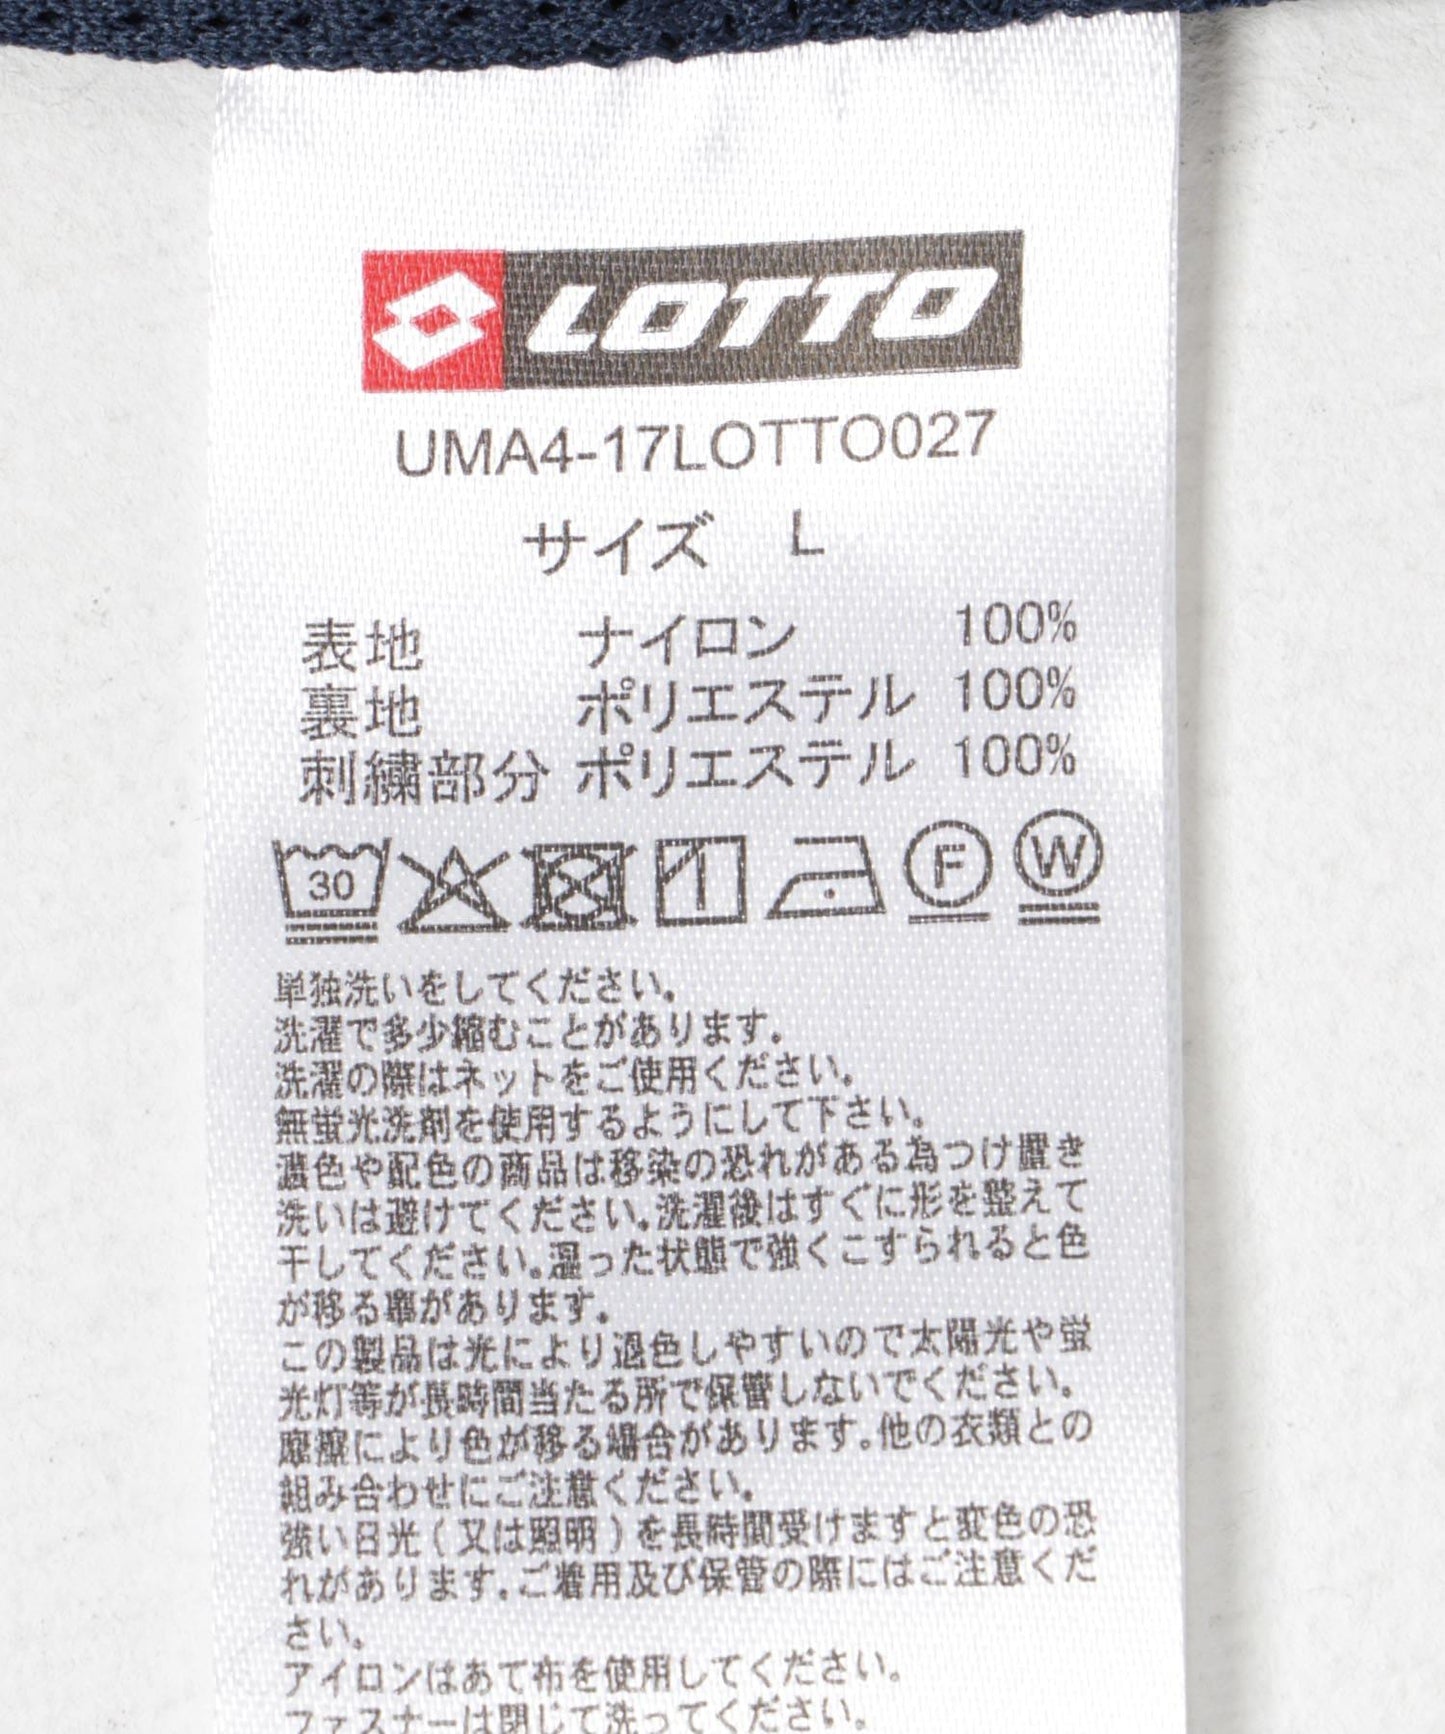 LOTTO
UMA4-17LOTTO027
サイズ L
表地 ナイロン 100%
裏地 ポリエステル 100%
刺繍部分 ポリエステル 100%
30 F W
単独洗いをしてください。
洗濯で多少縮むことがあります。
洗濯の際はネットをご使用ください。
無蛍光洗剤を使用するようにして下さい。
濃色や配色の商品は移染の恐れがある為つけ置き
洗いは避けてください。洗濯後はすぐに形を整えて
干してください。湿った状態で強くこすられると色
が移る事があります。
この製品は光により退色しやすいので太陽光や蛍
光灯等が長時間当たる所で保管しないでください。
摩擦により色が移る場合があります。他の衣類との
組み合わせにご注意ください。
強い日光(又は照明)を長時間受けますと変色の恐
れがあります。ご着用及び保管の際にはご注意くだ
さい。
アイロンはあて布を使用してください。
ファスナーは閉じて洗ってください。